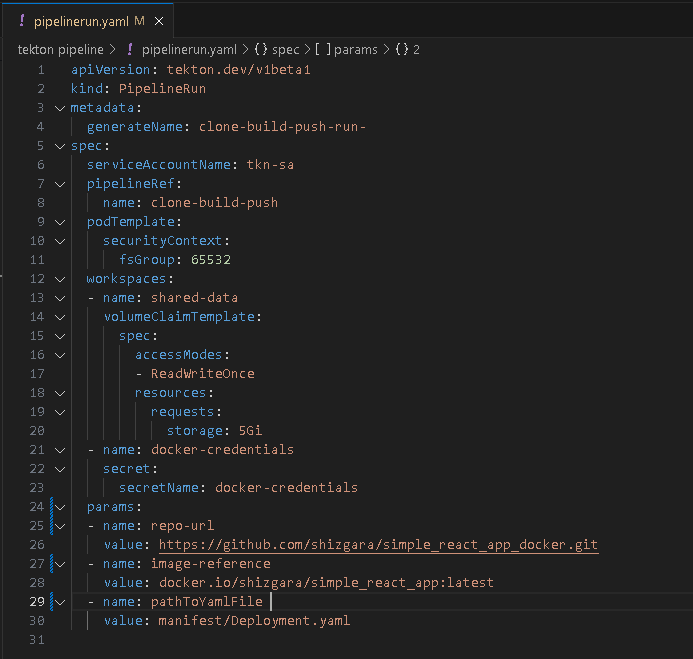 pipelinerun.yaml M
tekton pipeline > pipelinerun.yaml > {} spec > [ ] params > {} 2
1 apiVersion: tekton.dev/v1beta1
2 kind: PipelineRun
3 metadata:
4   generateName: clone-build-push-run-
5 spec:
6   serviceAccountName: tkn-sa
7   pipelineRef:
8     name: clone-build-push
9   podTemplate:
10     securityContext:
11       fsGroup: 65532
12   workspaces:
13   - name: shared-data
14     volumeClaimTemplate:
15       spec:
16         accessModes:
17         - ReadWriteOnce
18         resources:
19           requests:
20             storage: 5Gi
21   - name: docker-credentials
22     secret:
23       secretName: docker-credentials
24   params:
25   - name: repo-url
26     value: https://github.com/shizgara/simple_react_app_docker.git
27   - name: image-reference
28     value: docker.io/shizgara/simple_react_app:latest
29   - name: pathToYamlFile
30     value: manifest/Deployment.yaml
31